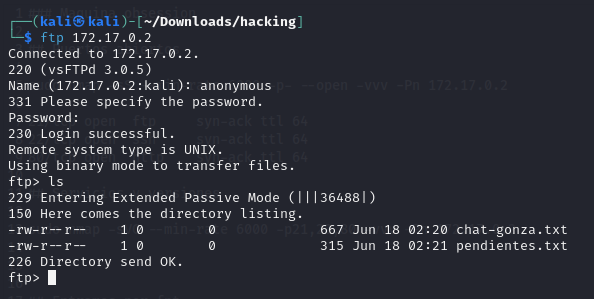 ┌──(kali㉿kali)-[~/Downloads/hacking]
└─$ ftp 172.17.0.2
Connected to 172.17.0.2.
220 (vsFTPd 3.0.5)
Name (172.17.0.2:kali): anonymous
331 Please specify the password.
Password:
230 Login successful.
Remote system type is UNIX.
Using binary mode to transfer files.
ftp> ls
229 Entering Extended Passive Mode (|||36488|)
150 Here comes the directory listing.
-rw-r--r-- 1 0 0 667 Jun 18 02:20 chat-gonza.txt
-rw-r--r-- 1 0 0 315 Jun 18 02:21 pendientes.txt
226 Directory send OK.
ftp>